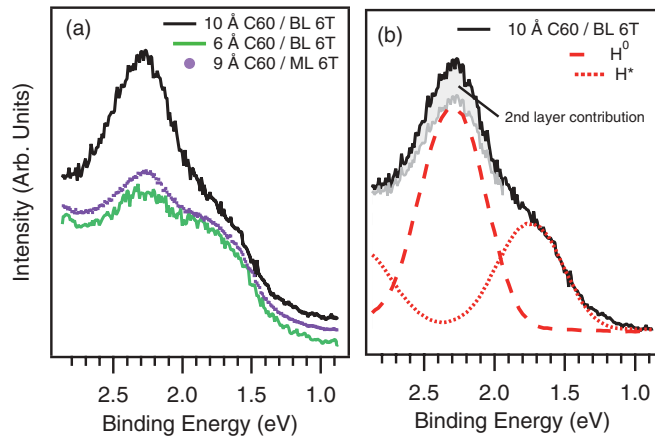 (a)
10 Å C60 / BL 6T
6 Å C60 / BL 6T
9 Å C60 / ML 6T
Intensity (Arb. Units)
2.5 2.0 1.5 1.0
Binding Energy (eV)
(b)
10 Å C60 / BL 6T
H⁰
H*
2nd layer contribution
2.5 2.0 1.5 1.0
Binding Energy (eV)